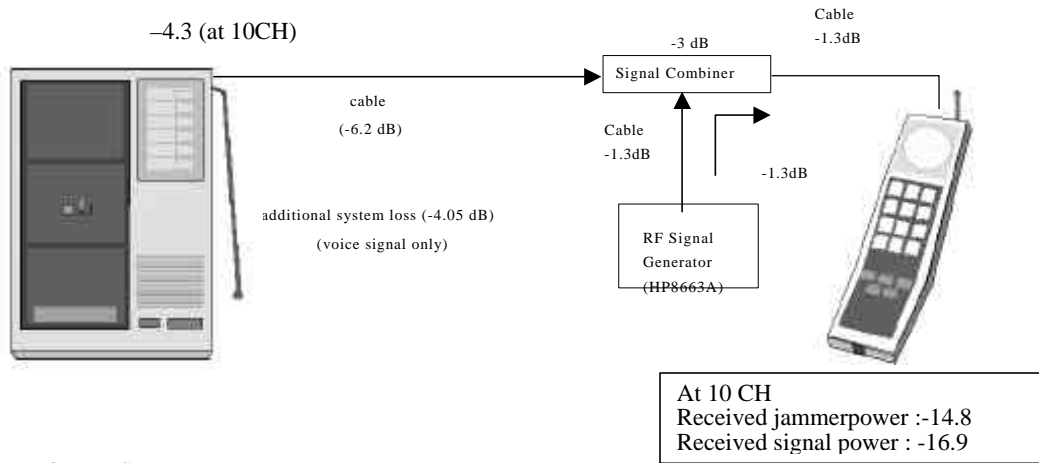 –4.3 (at 10CH)
Cable
-1.3dB
-3 dB
Signal Combiner
cable
(-6.2 dB)
Cable
-1.3dB
-1.3dB
additional system loss (-4.05 dB)
(voice signal only)
RF Signal
Generator
(HP8663A)
At 10 CH
Received jammerpower :-14.8
Received signal power : -16.9